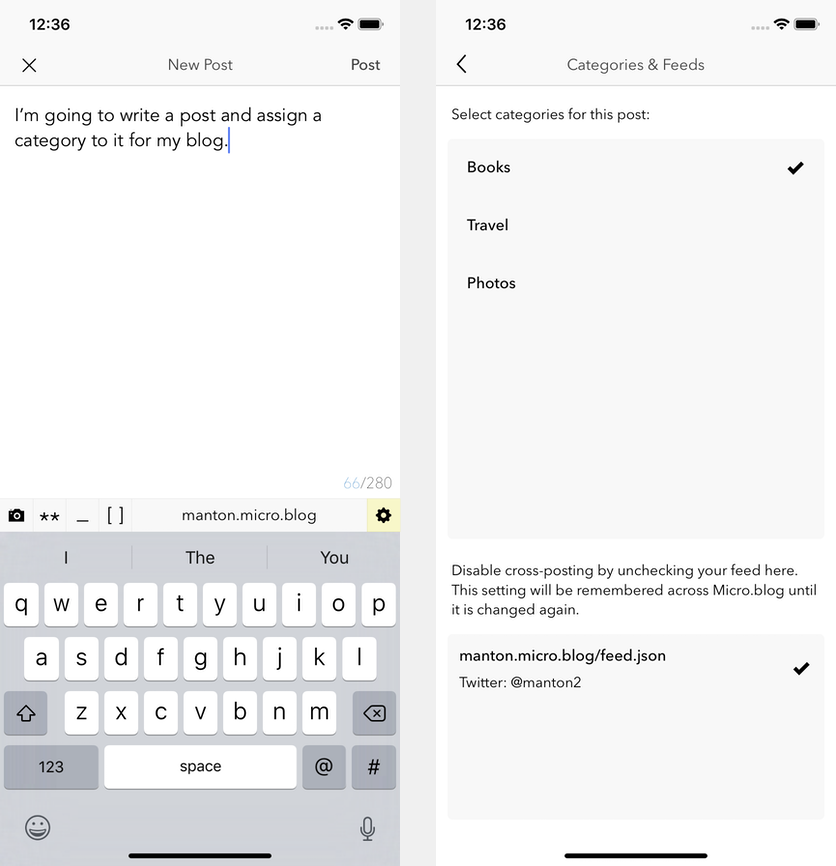 12:36
New Post
Post
I’m going to write a post and assign a
category to it for my blog.
66/280
** _ [ ] manton.micro.blog
I The You
q w e r t y u i o p
a s d f g h j k l
z x c v b n m
123 space @ #
12:36
Categories & Feeds
Select categories for this post:
Books
Travel
Photos
Disable cross-posting by unchecking your feed here.
This setting will be remembered across Micro.blog until
it is changed again.
manton.micro.blog/feed.json
Twitter: @manton2